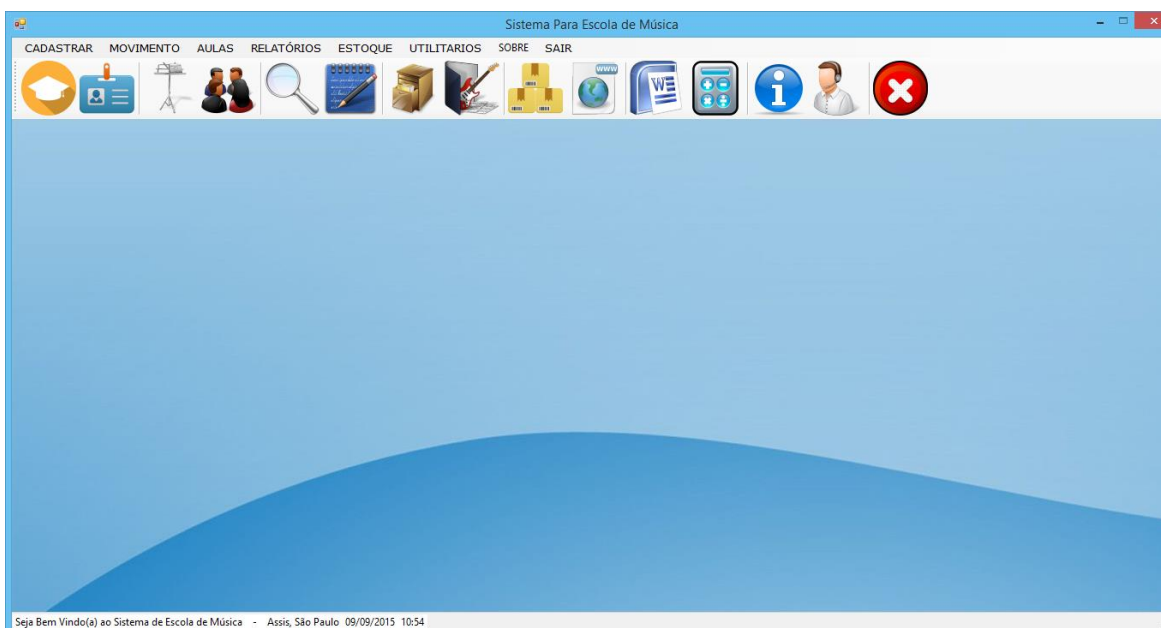 Sistema Para Escola de Música
CADASTRAR MOVIMENTO AULAS RELATÓRIOS ESTOQUE UTILITARIOS SOBRE SAIR
WWW
W
Seja Bem Vindo(a) ao Sistema de Escola de Música - Assis, São Paulo 09/09/2015 10:54